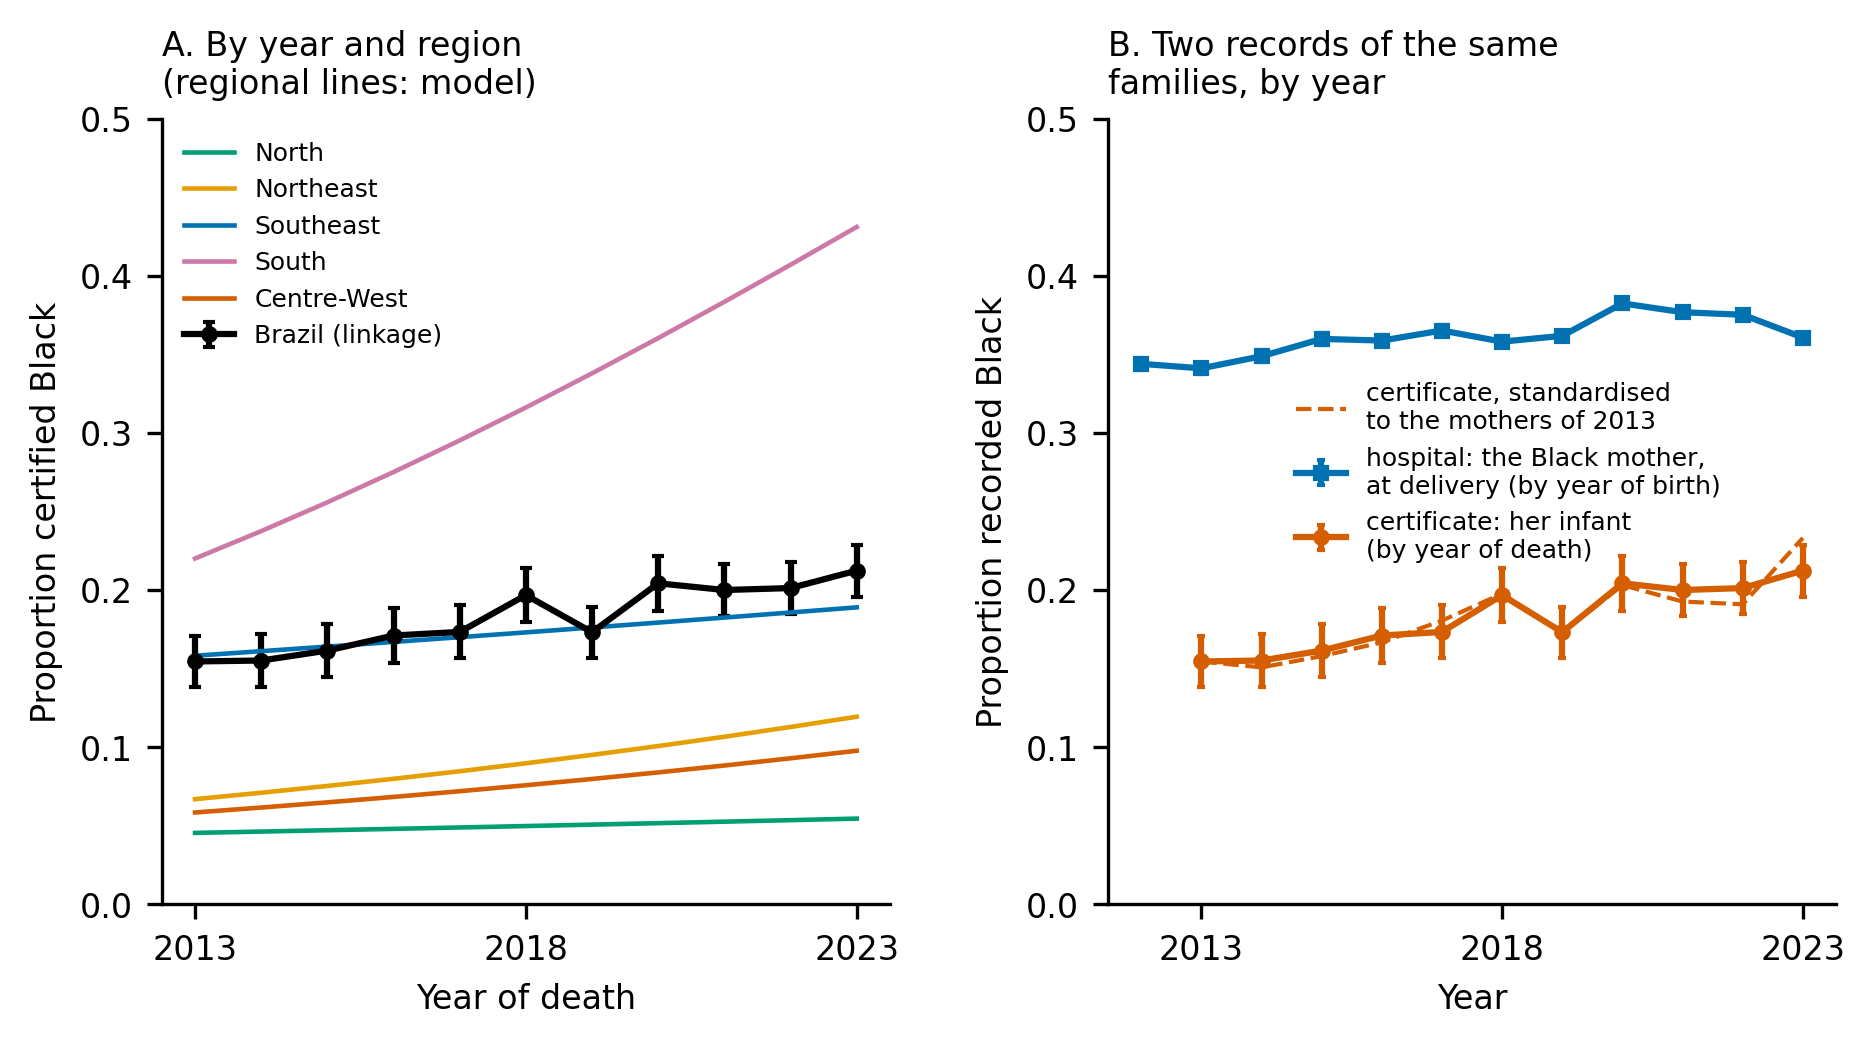 A. By year and region
(regional lines: model)
Proportion certified Black
0.5
0.4
0.3
0.2
0.1
0.0
North
Northeast
Southeast
South
Centre-West
Brazil (linkage)
2013
2018
2023
Year of death
B. Two records of the same
families, by year
Proportion recorded Black
0.5
0.4
0.3
0.2
0.1
0.0
certificate, standardised
to the mothers of 2013
hospital: the Black mother,
at delivery (by year of birth)
certificate: her infant
(by year of death)
2013
2018
2023
Year